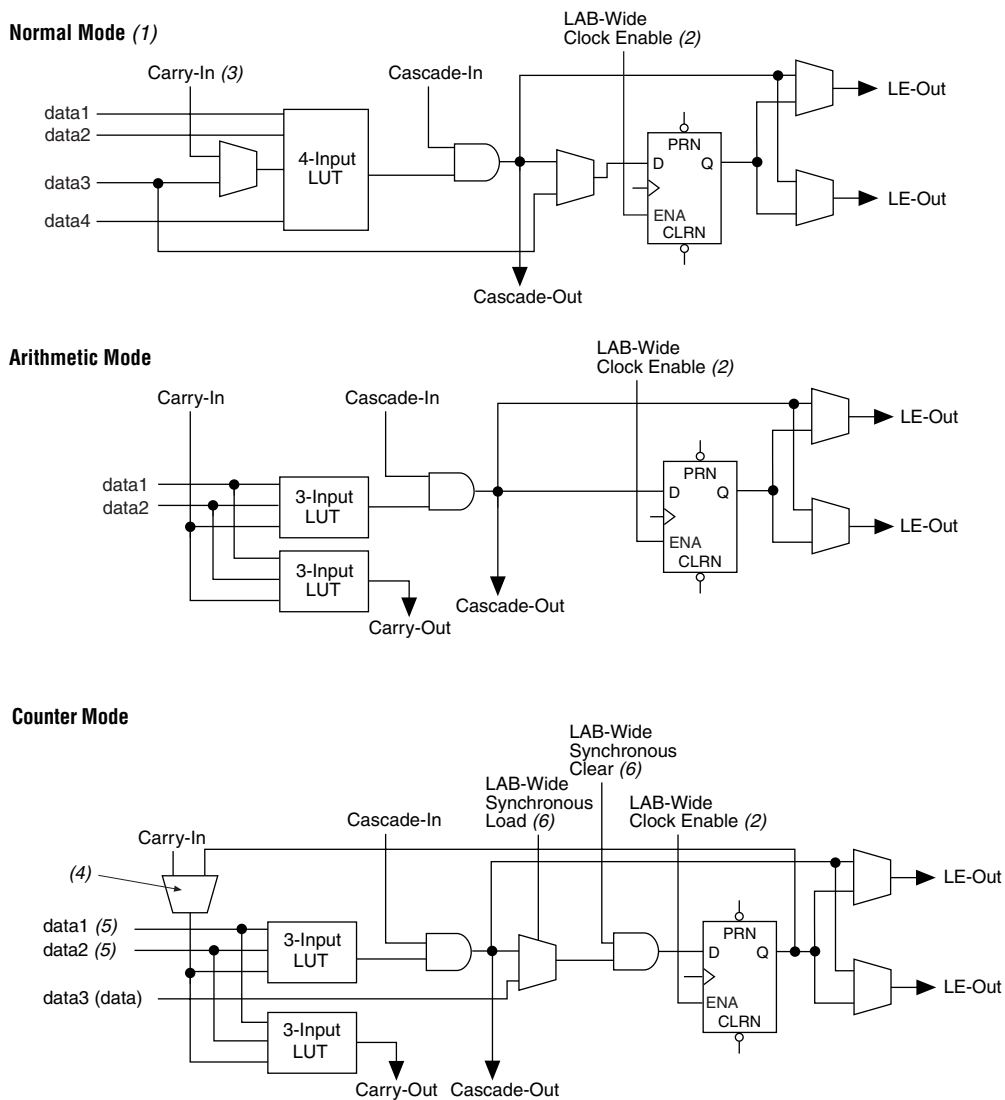 Normal Mode (1)
LAB-Wide
Clock Enable (2)
Carry-In (3)
Cascade-In
LE-Out
data1
data2
4-Input
LUT
PRN
D
Q
data3
LE-Out
data4
ENA
CLRN
Cascade-Out
Arithmetic Mode
LAB-Wide
Clock Enable (2)
Carry-In
Cascade-In
LE-Out
data1
data2
3-Input
LUT
PRN
D
Q
LE-Out
ENA
CLRN
3-Input
LUT
Cascade-Out
Carry-Out
Counter Mode
LAB-Wide
Synchronous
Clear (6)
LAB-Wide
Synchronous
Load (6)
LAB-Wide
Clock Enable (2)
Cascade-In
Carry-In
(4)
LE-Out
data1 (5)
data2 (5)
3-Input
LUT
PRN
D
Q
data3 (data)
LE-Out
ENA
CLRN
3-Input
LUT
Carry-Out
Cascade-Out